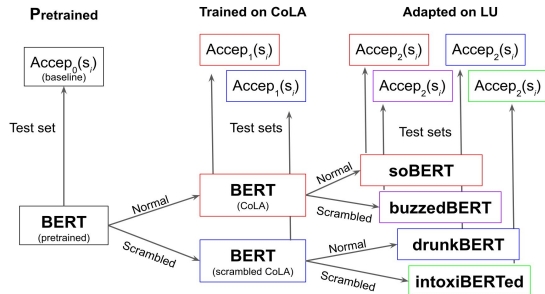 Pretrained
Trained on CoLA
Adapted on LU
Accep₀(sᵢ)
(baseline)
Accep₁(sᵢ)
Accep₁(sᵢ)
Accep₂(sᵢ)
Accep₂(sᵢ)
Accep₂(sᵢ)
Accep₂(sᵢ)
Test set
Test sets
Test sets
BERT
(pretrained)
Normal
Scrambled
BERT
(CoLA)
BERT
(scrambled CoLA)
Normal
Scrambled
Normal
Scrambled
soBERT
buzzedBERT
drunkBERT
intoxiBERTed